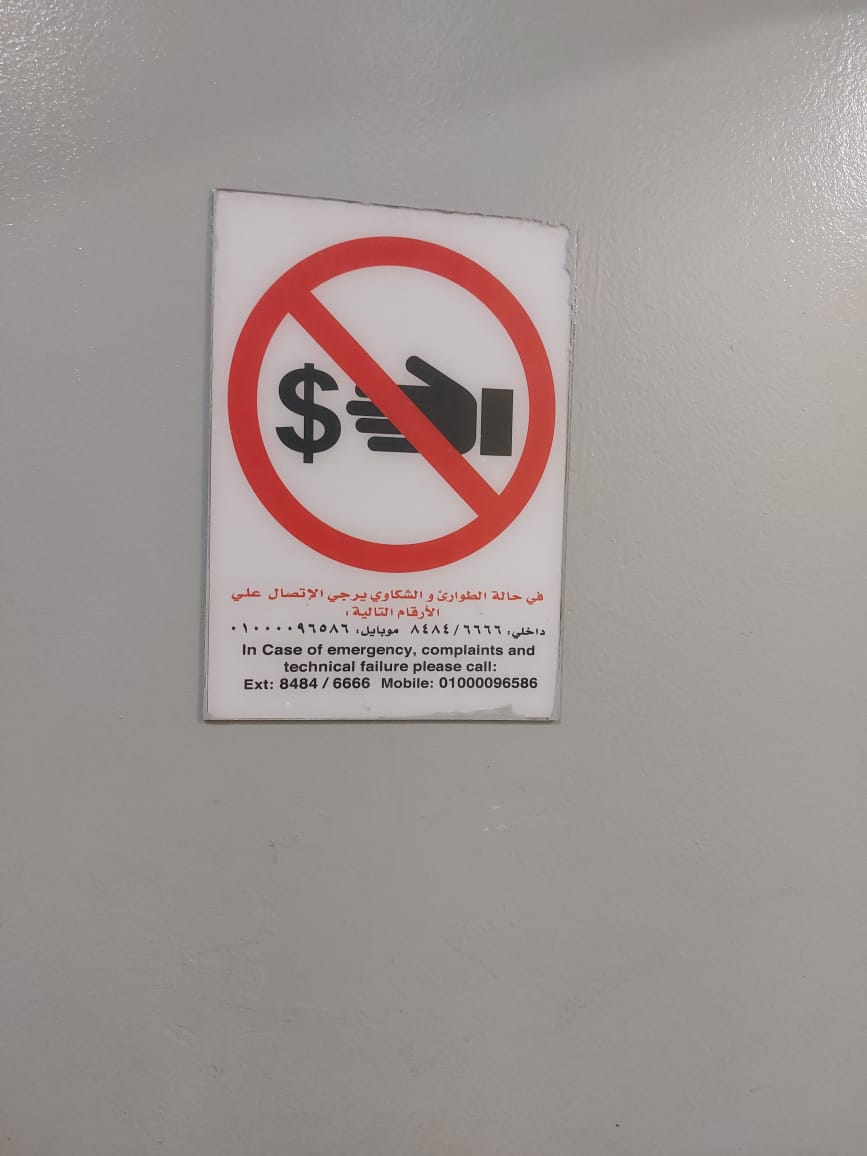 $
في حالة الطوارئ و الشكاوي يرجي الإتصال علي
الأرقام التالية :
داخلي: ٨٤٨٤/٦٦٦٦ موبايل: ٠١٠٠٠٠٩٦٥٨٦
In Case of emergency, complaints and
technical failure please call:
Ext: 8484 / 6666 Mobile: 01000096586